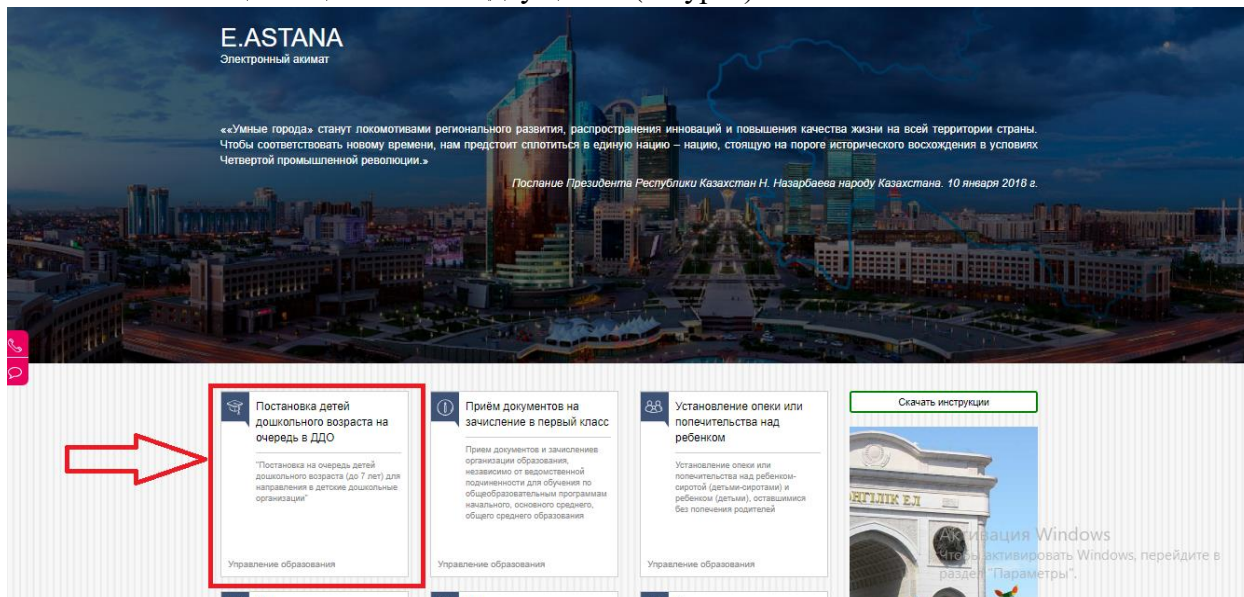 E.ASTANA
Электронный акимат
««Умные города» станут локомотивами регионального развития, распространения инноваций и повышения качества жизни на всей территории страны.
Чтобы соответствовать новому времени, нам предстоит сплотиться в единую нацию – нацию, стоящую на пороге исторического восхождения в условиях
Четвертой промышленной революции.»
Послание Президента Республики Казахстан Н. Назарбаева народу Казахстана. 10 января 2018 г.
Постановка детей
дошкольного возраста на
очередь в ДДО
"Постановка на очередь детей
дошкольного возраста (до 7 лет) для
направления в детские дошкольные
организации"
Управление образования
Приём документов на
зачисление в первый класс
Прием документов и зачислениев
организации образования,
независимо от ведомственной
подчиненности для обучения по
общеобразовательным программам
начального, основного среднего,
общего среднего образования
Управление образования
Установление опеки или
попечительства над
ребенком
Установление опеки или
попечительства над ребенком-
сиротой (детьми-сиротами) и
ребенком (детьми), оставшимися
без попечения родителей
Управление образования
Скачать инструкции
МӘҢГІЛІК ЕЛ
Активация Windows
Чтобы активировать Windows, перейдите в
раздел "Параметры".